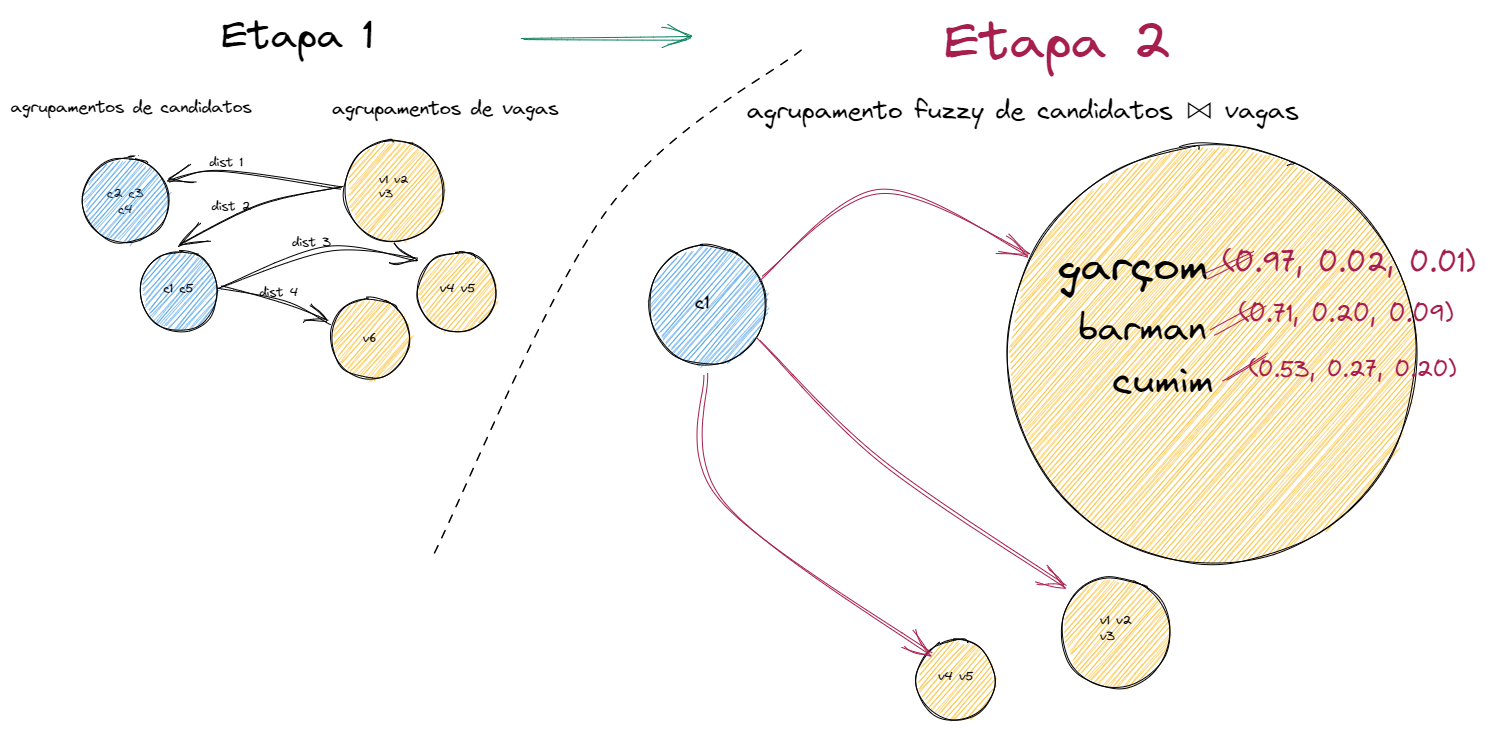 Etapa 1
Etapa 2
agrupamentos de candidatos
agrupamentos de vagas
dist 1
c2 c3
c4
v1 v2
v3
dist 2
dist 3
c1 c5
dist 4
v4 v5
v6
agrupamento fuzzy de candidatos ⋈ vagas
c1
garçom (0.97, 0.02, 0.01)
barman (0.71, 0.20, 0.09)
cumim (0.53, 0.27, 0.20)
v1 v2
v3
v4 v5